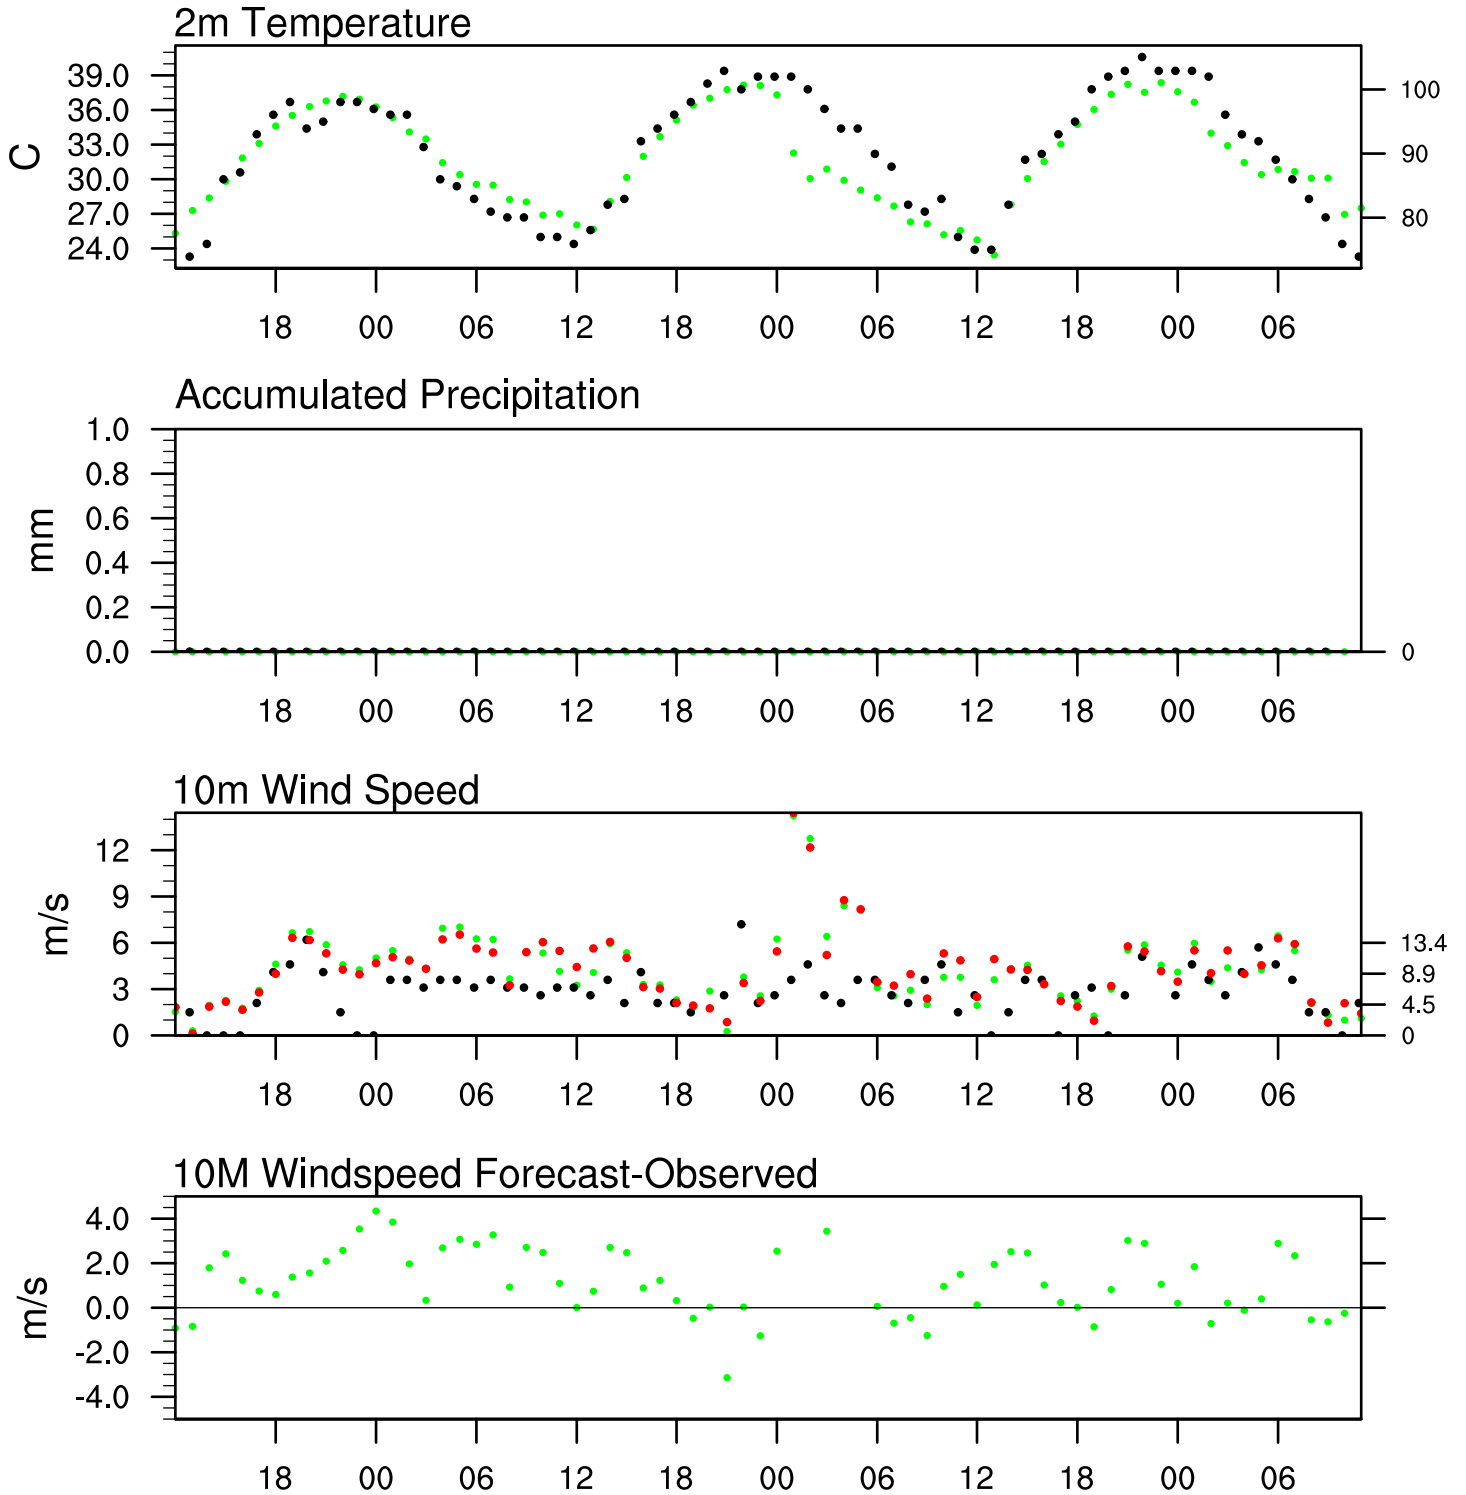 2m Temperature
39.0
36.0
33.0
30.0
27.0
24.0
C
100
90
80
18 00 06 12 18 00 06 12 18 00 06
Accumulated Precipitation
1.0
0.8
0.6
0.4
0.2
0.0
mm
0
18 00 06 12 18 00 06 12 18 00 06
10m Wind Speed
12
9
6
3
0
m/s
13.4
8.9
4.5
0
18 00 06 12 18 00 06 12 18 00 06
10M Windspeed Forecast-Observed
4.0
2.0
0.0
-2.0
-4.0
m/s
18 00 06 12 18 00 06 12 18 00 06